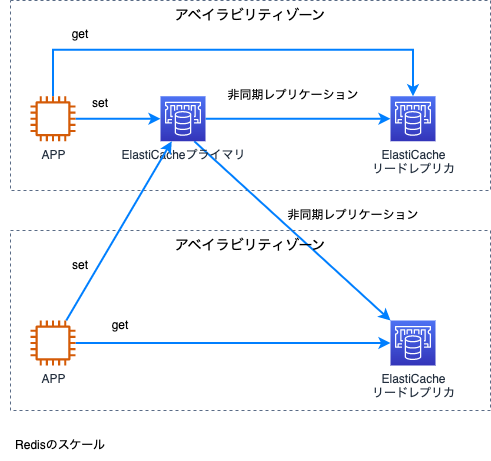 アベイラビリティゾーン
get
非同期レプリケーション
set
APP
ElastiCacheプライマリ
ElastiCache
リードレプリカ
非同期レプリケーション
アベイラビリティゾーン
set
get
APP
ElastiCache
リードレプリカ
Redisのスケール